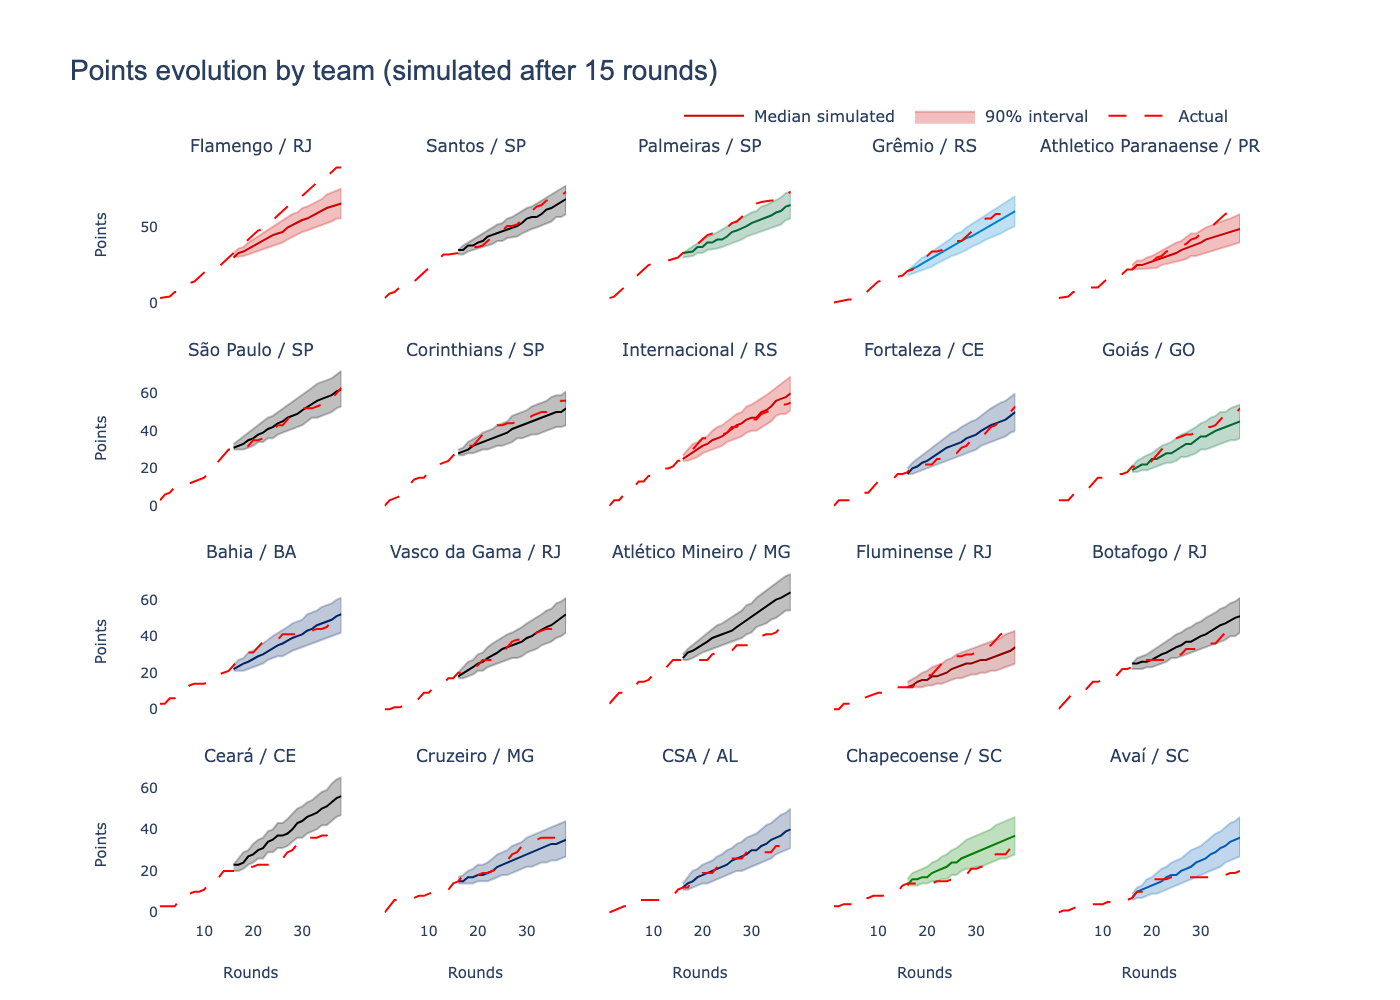 Points evolution by team (simulated after 15 rounds)
Median simulated 90% interval Actual
Flamengo / RJ Santos / SP Palmeiras / SP Grêmio / RS Athletico Paranaense / PR
Points
50
0
São Paulo / SP Corinthians / SP Internacional / RS Fortaleza / CE Goiás / GO
Points
60
40
20
0
Bahia / BA Vasco da Gama / RJ Atlético Mineiro / MG Fluminense / RJ Botafogo / RJ
Points
60
40
20
0
Ceará / CE Cruzeiro / MG CSA / AL Chapecoense / SC Avaí / SC
Points
60
40
20
0
10 20 30 10 20 30 10 20 30 10 20 30 10 20 30
Rounds Rounds Rounds Rounds Rounds